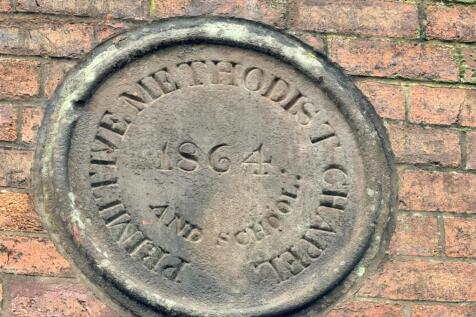 PRIMITIVE METHODIST CHAPEL
1864.
AND SCHOOL.